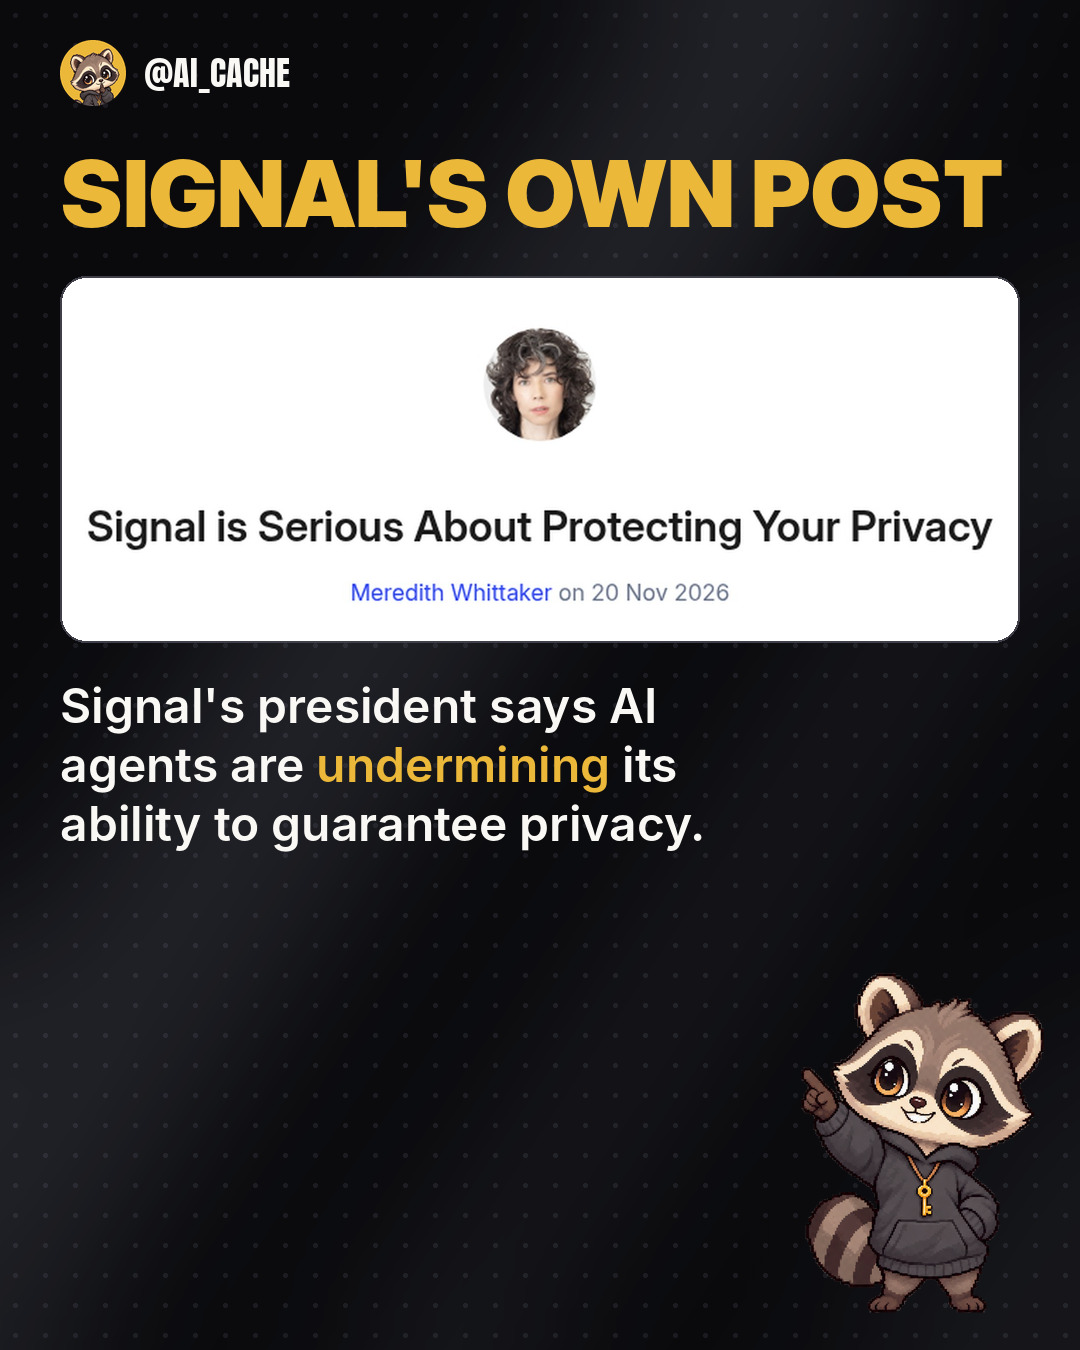 @AI_CACHE
SIGNAL'S OWN POST
Signal is Serious About Protecting Your Privacy
Meredith Whittaker on 20 Nov 2026
Signal's president says AI
agents are undermining its
ability to guarantee privacy.